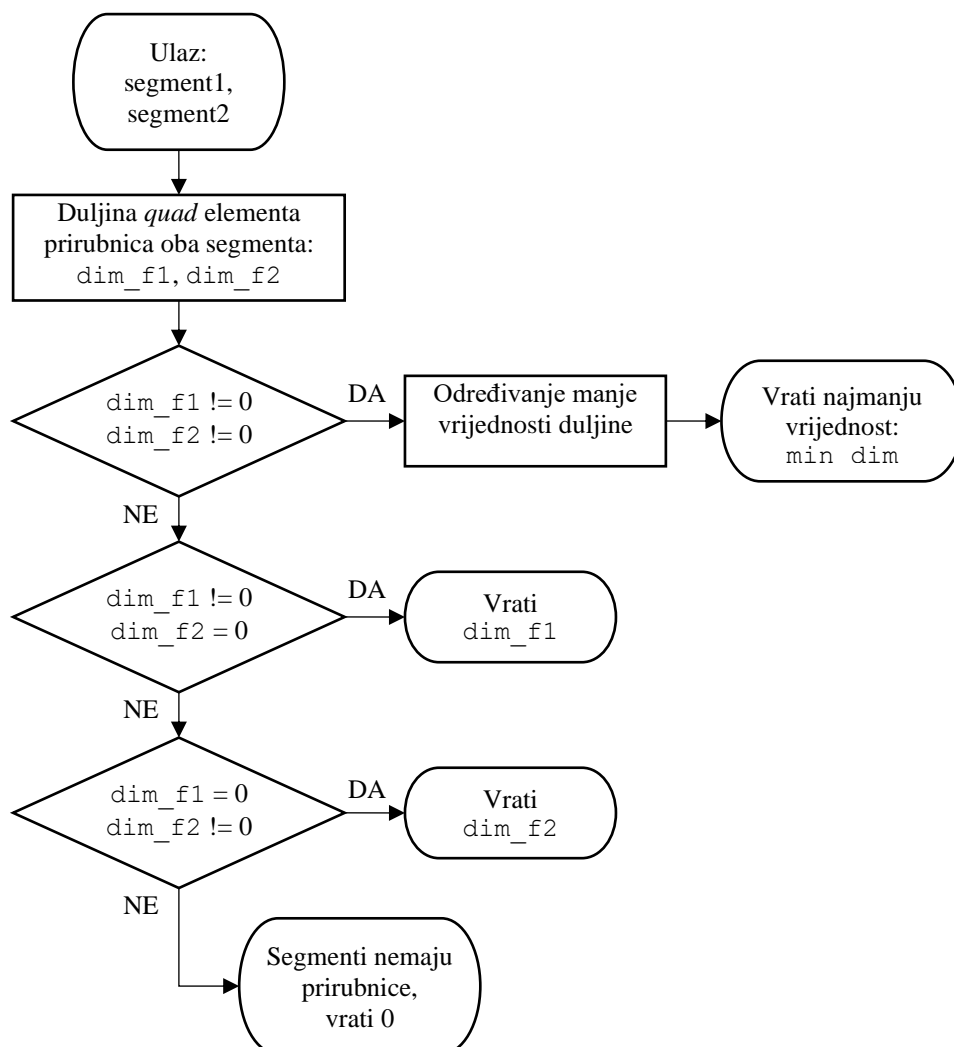 Ulaz:
segment1,
segment2
Duljina quad elementa
prirubnica oba segmenta:
dim_f1, dim_f2
dim_f1 != 0
dim_f2 != 0
DA
Određivanje manje
vrijednosti duljine
Vrati najmanju
vrijednost:
min dim
NE
dim_f1 != 0
dim_f2 = 0
DA
Vrati
dim_f1
NE
dim_f1 = 0
dim_f2 != 0
DA
Vrati
dim_f2
NE
Segmenti nemaju
prirubnice,
vrati 0